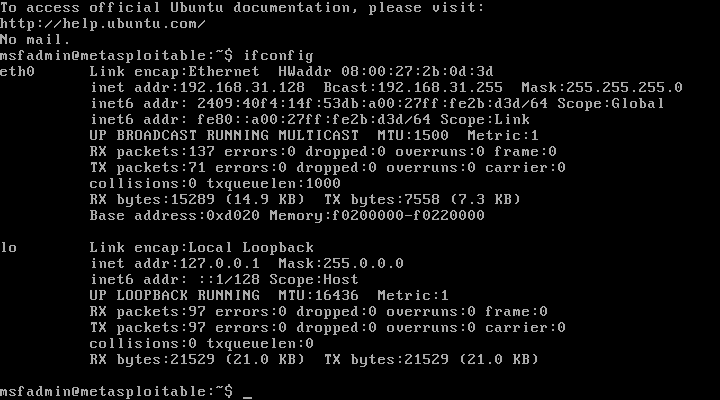 To access official Ubuntu documentation, please visit:
http://help.ubuntu.com/
No mail.
msfadmin@metasploitable:~$ ifconfig
eth0      Link encap:Ethernet  HWaddr 08:00:27:2b:0d:3d
          inet addr:192.168.31.128  Bcast:192.168.31.255  Mask:255.255.255.0
          inet6 addr: 2409:40f4:14f:53db:a00:27ff:fe2b:d3d/64 Scope:Global
          inet6 addr: fe80::a00:27ff:fe2b:d3d/64 Scope:Link
          UP BROADCAST RUNNING MULTICAST  MTU:1500  Metric:1
          RX packets:137 errors:0 dropped:0 overruns:0 frame:0
          TX packets:71 errors:0 dropped:0 overruns:0 carrier:0
          collisions:0 txqueuelen:1000
          RX bytes:15289 (14.9 KB)  TX bytes:7558 (7.3 KB)
          Base address:0xd020 Memory:f0200000-f0220000

lo        Link encap:Local Loopback
          inet addr:127.0.0.1  Mask:255.0.0.0
          inet6 addr: ::1/128 Scope:Host
          UP LOOPBACK RUNNING  MTU:16436  Metric:1
          RX packets:97 errors:0 dropped:0 overruns:0 frame:0
          TX packets:97 errors:0 dropped:0 overruns:0 carrier:0
          collisions:0 txqueuelen:0
          RX bytes:21529 (21.0 KB)  TX bytes:21529 (21.0 KB)

msfadmin@metasploitable:~$ _